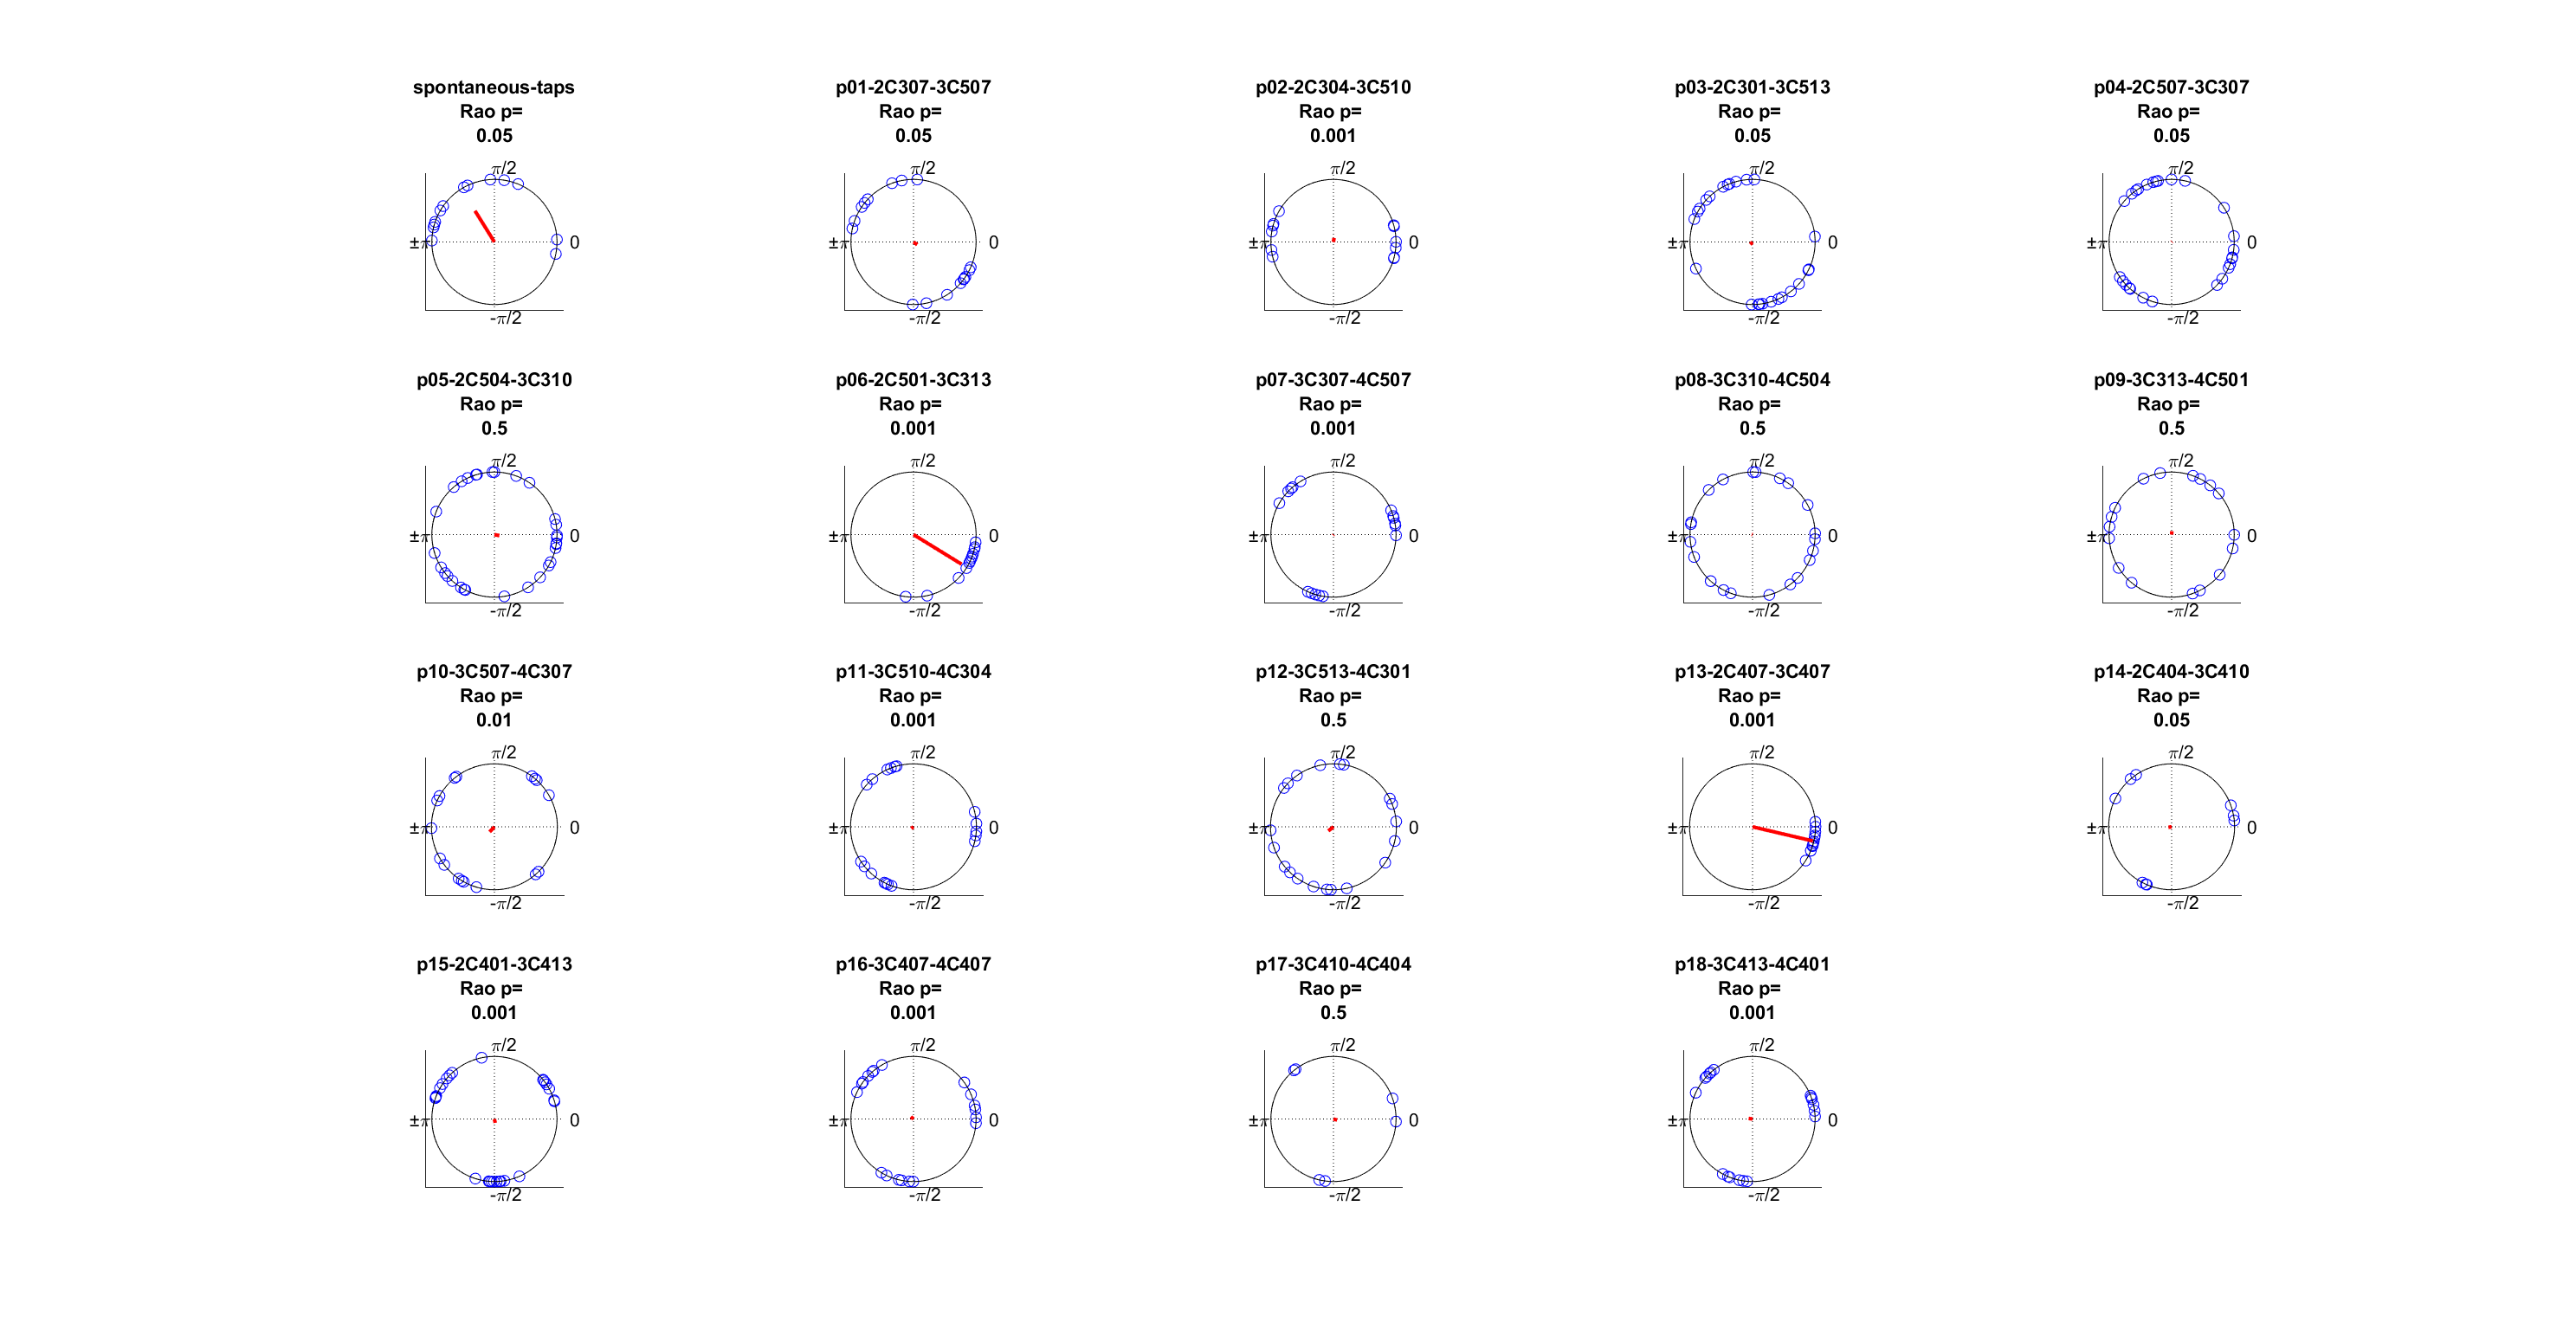 spontaneous-taps
Rao p=
0.05
π/2
±π
0
-π/2
p01-2C307-3C507
Rao p=
0.05
π/2
±π
0
-π/2
p02-2C304-3C510
Rao p=
0.001
π/2
±π
0
-π/2
p03-2C301-3C513
Rao p=
0.05
π/2
±π
0
-π/2
p04-2C507-3C307
Rao p=
0.05
π/2
±π
0
-π/2
p05-2C504-3C310
Rao p=
0.5
π/2
±π
0
-π/2
p06-2C501-3C313
Rao p=
0.001
π/2
±π
0
-π/2
p07-3C307-4C507
Rao p=
0.001
π/2
±π
0
-π/2
p08-3C310-4C504
Rao p=
0.5
π/2
±π
0
-π/2
p09-3C313-4C501
Rao p=
0.5
π/2
±π
0
-π/2
p10-3C507-4C307
Rao p=
0.01
π/2
±π
0
-π/2
p11-3C510-4C304
Rao p=
0.001
π/2
±π
0
-π/2
p12-3C513-4C301
Rao p=
0.5
π/2
±π
0
-π/2
p13-2C407-3C407
Rao p=
0.001
π/2
±π
0
-π/2
p14-2C404-3C410
Rao p=
0.05
π/2
±π
0
-π/2
p15-2C401-3C413
Rao p=
0.001
π/2
±π
0
-π/2
p16-3C407-4C407
Rao p=
0.001
π/2
±π
0
-π/2
p17-3C410-4C404
Rao p=
0.5
π/2
±π
0
-π/2
p18-3C413-4C401
Rao p=
0.001
π/2
±π
0
-π/2